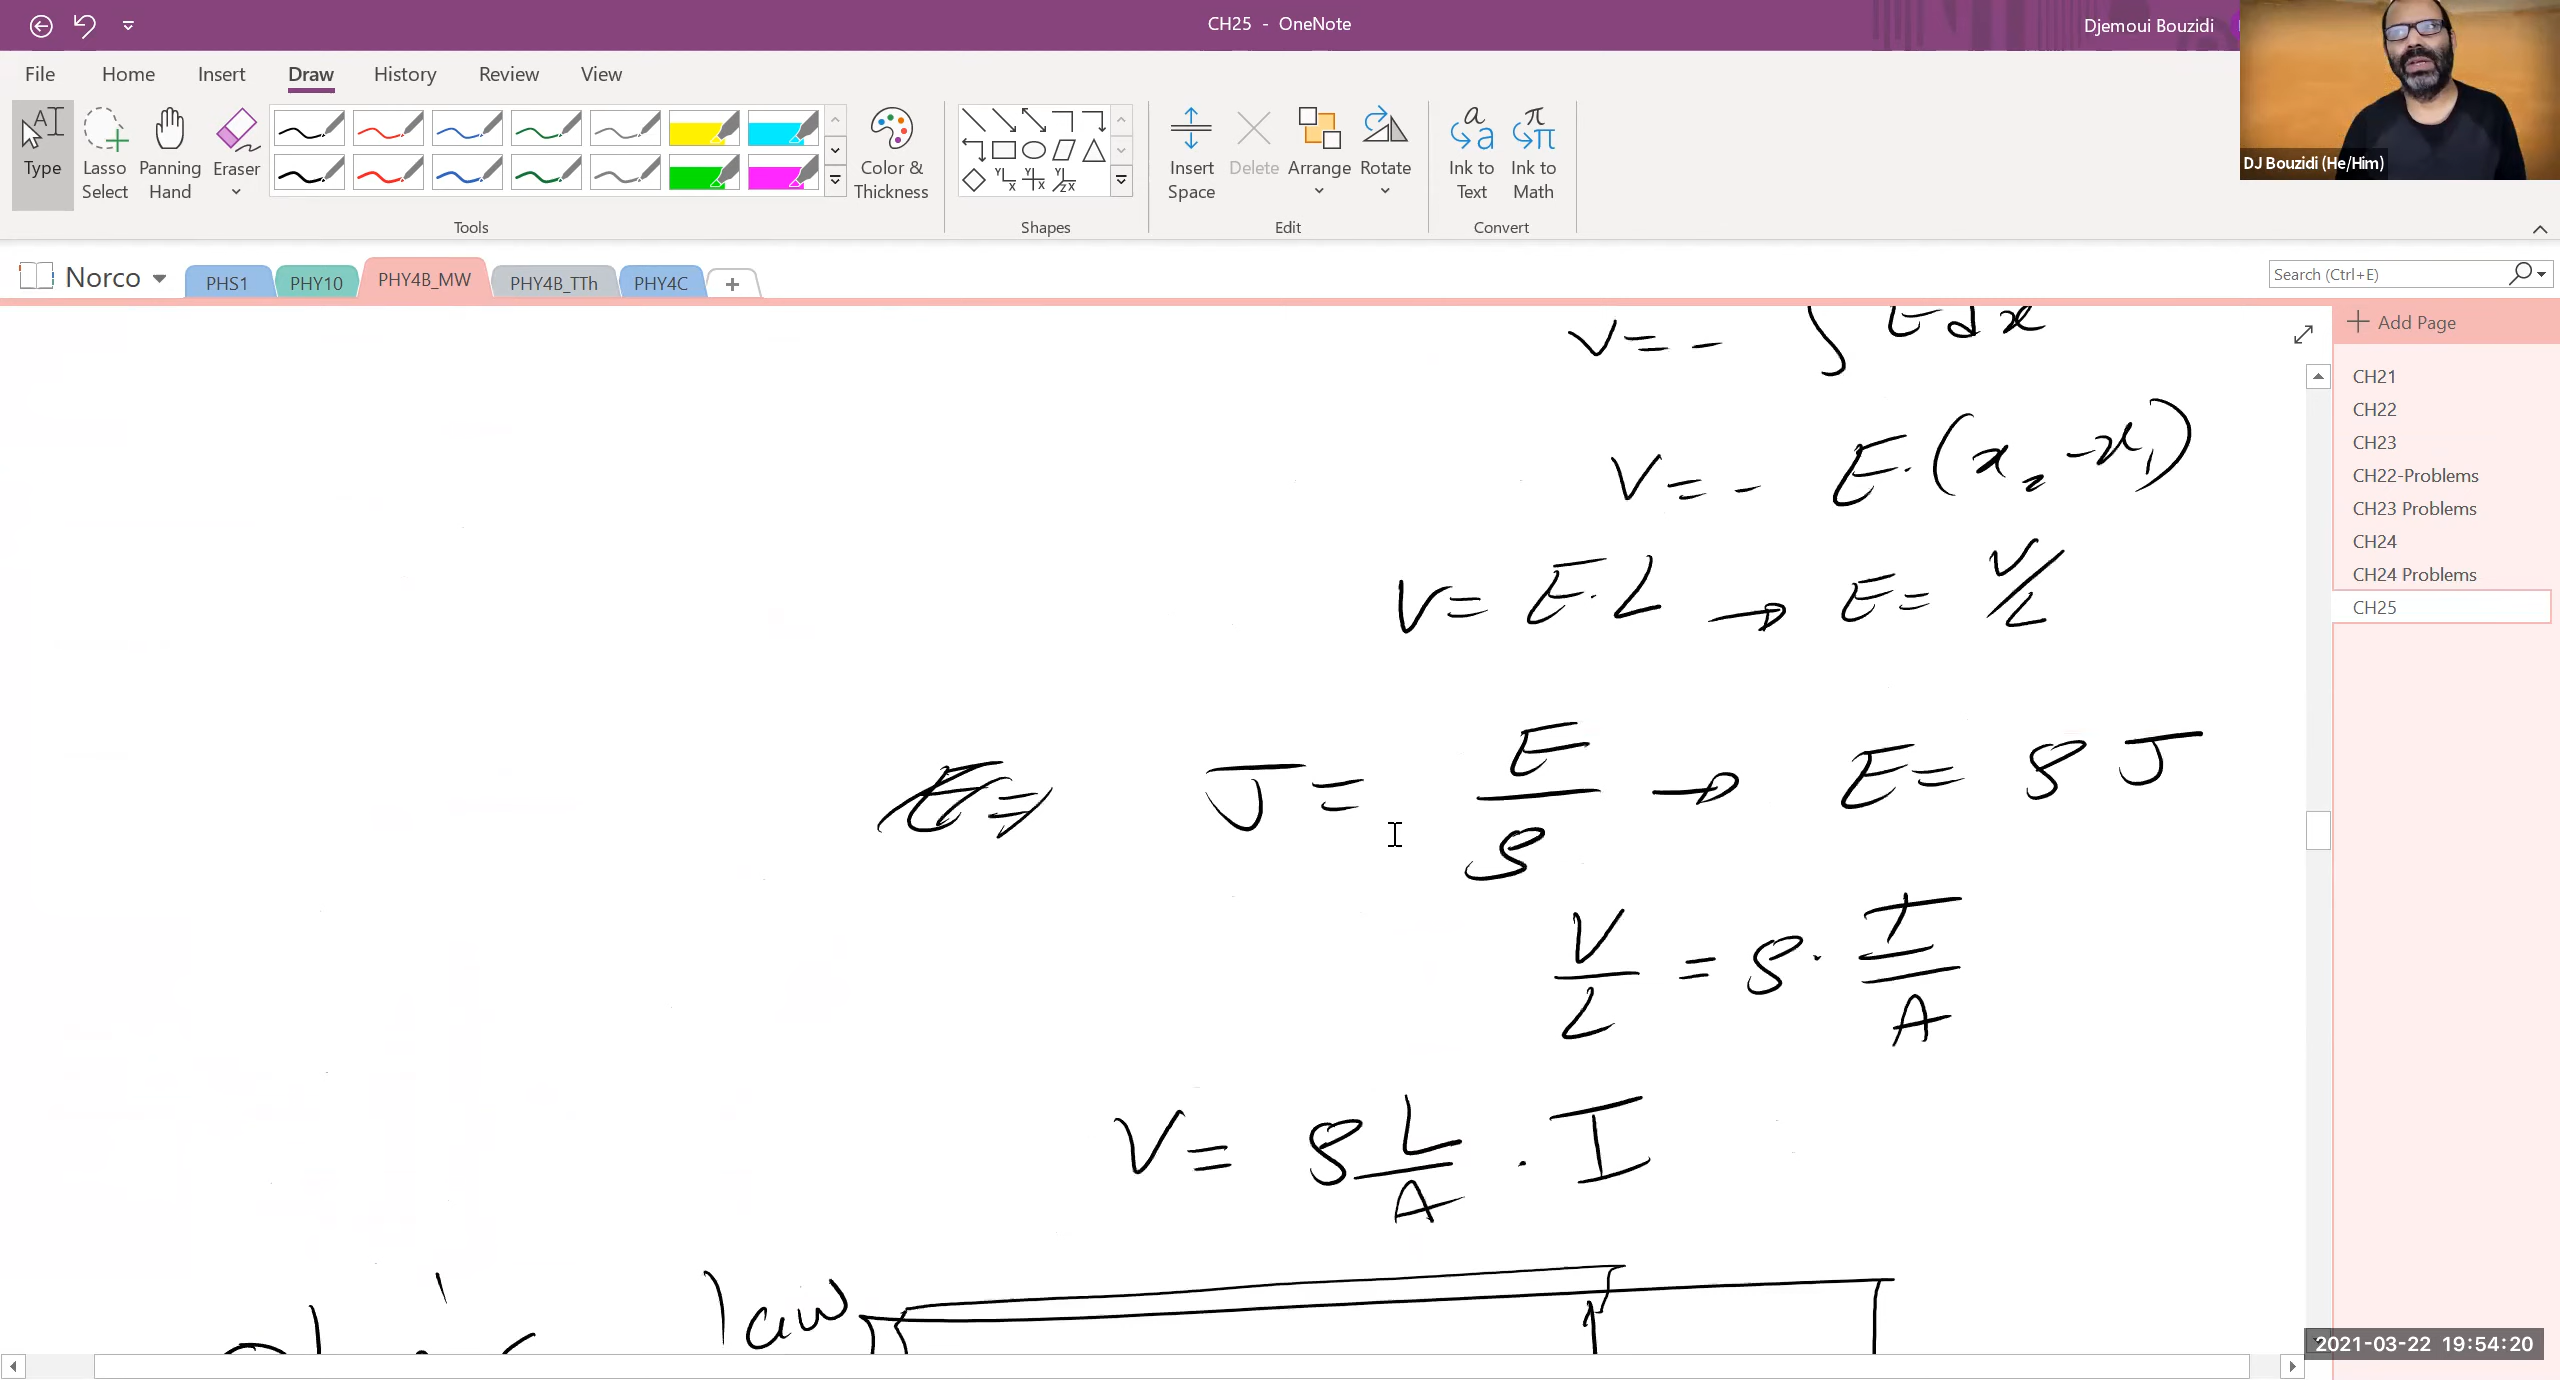 CH25 - OneNote
Djemoui Bouzidi
File Home Insert Draw History Review View
Type
Lasso Select
Panning Hand
Eraser
Color & Thickness
Insert Space
Delete
Arrange
Rotate
Ink to Text
Ink to Math
Tools
Shapes
Edit
Convert
DJ Bouzidi (He/Him)
Norco PHS1 PHY10 PHY4B_MW PHY4B_TTh PHY4C +
Search (Ctrl+E)
Add Page
CH21
CH22
CH23
CH22-Problems
CH23 Problems
CH24
CH24 Problems
CH25
V = - ∫ E dx
V = - E·(x₂ - x₁)
V = E·L → E = V/L
E = J = E/ρ → E = ρ J
V/L = ρ · I/A
V = ρ L/A · I
law
2021-03-22 19:54:20